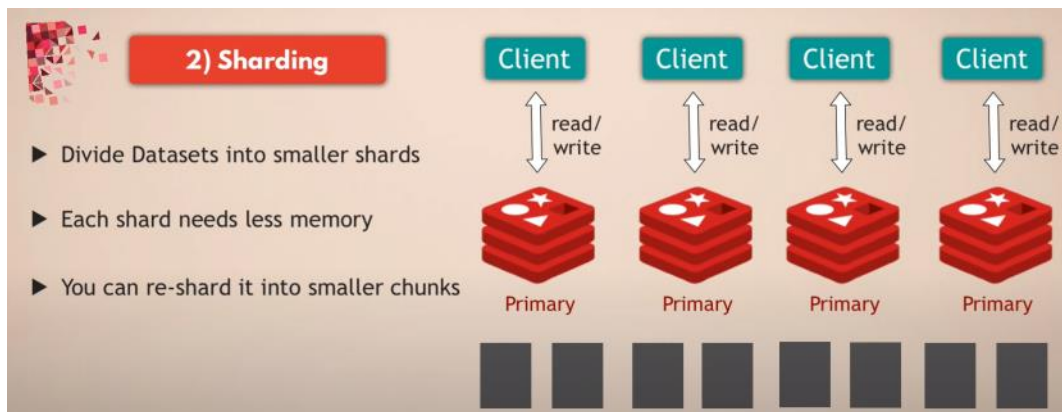 2) Sharding
Client
Client
Client
Client
read/
write
read/
write
read/
write
read/
write
▶ Divide Datasets into smaller shards
▶ Each shard needs less memory
▶ You can re-shard it into smaller chunks
Primary
Primary
Primary
Primary